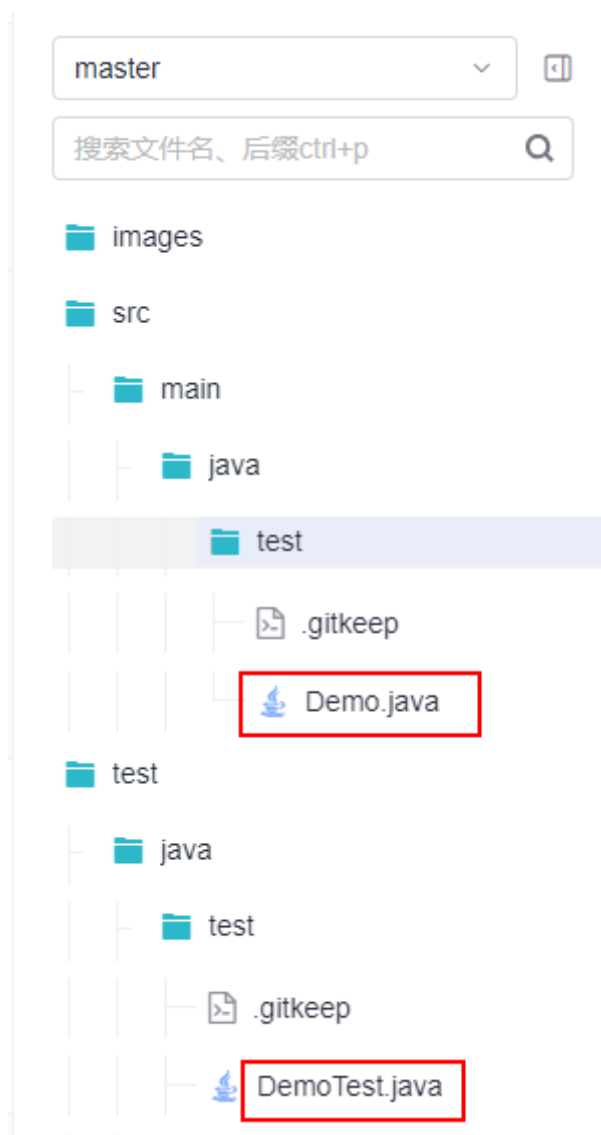 master
搜索文件名、后缀ctrl+p
images
src
main
java
test
.gitkeep
Demo.java
test
java
test
.gitkeep
DemoTest.java